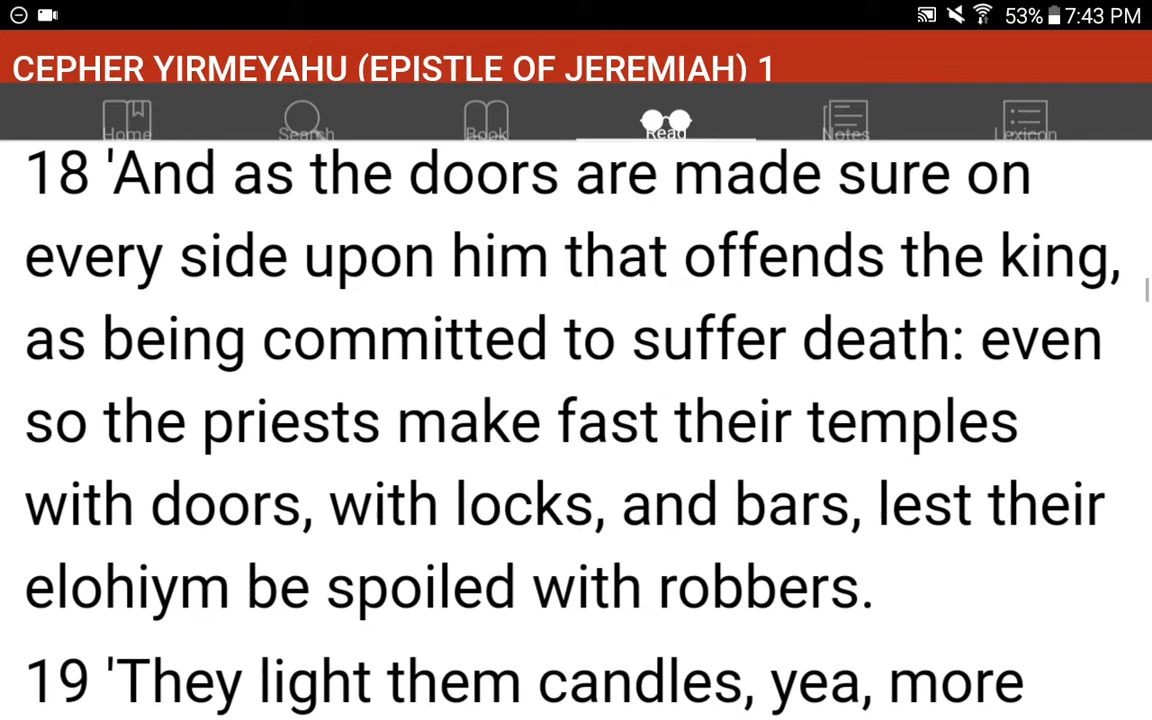 53% 7:43 PM
CEPHER YIRMEYAHU (EPISTLE OF JEREMIAH) 1
Home Search Book Read Notes Lexicon
18 'And as the doors are made sure on
every side upon him that offends the king,
as being committed to suffer death: even
so the priests make fast their temples
with doors, with locks, and bars, lest their
elohiym be spoiled with robbers.
19 'They light them candles, yea, more